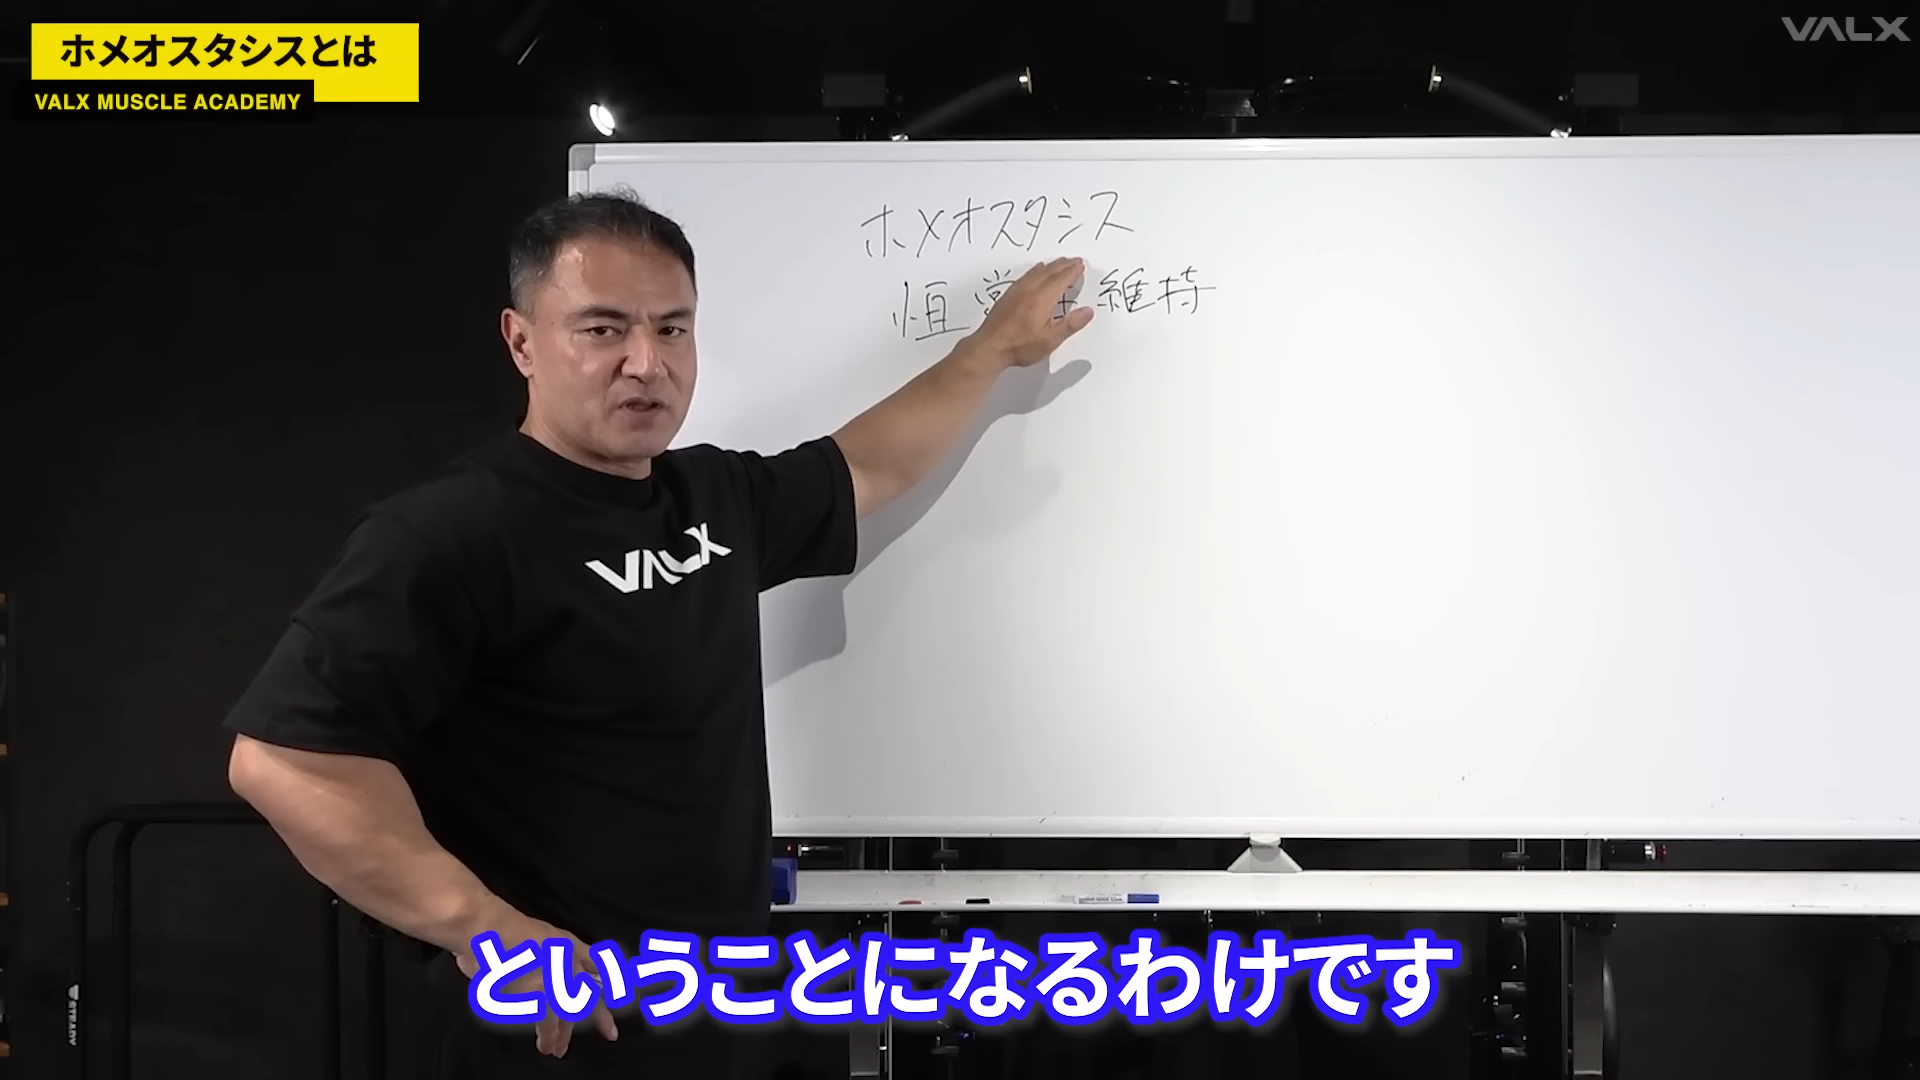 ホメオスタシスとは
VALX MUSCLE ACADEMY
VALX
ホメオスタシス
恒常 維持
VALX
ということになるわけです